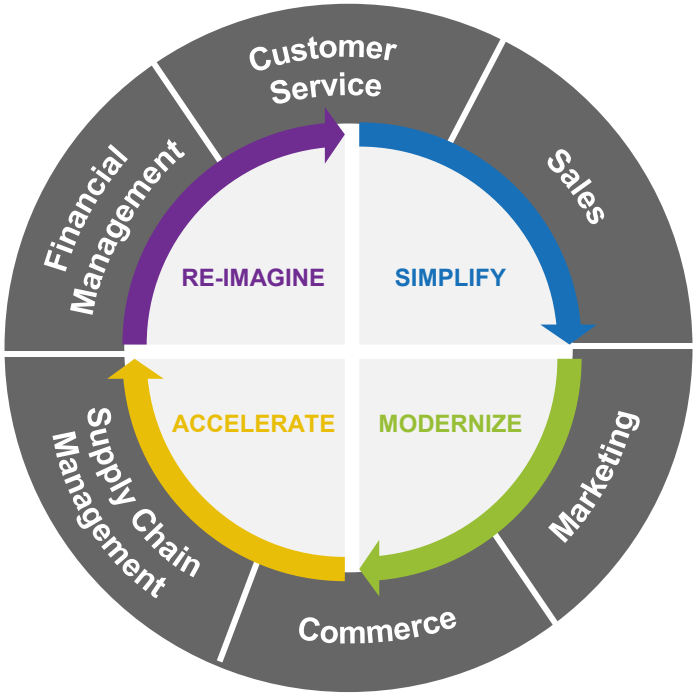 Customer
Service
Sales
Financial
Management
RE-IMAGINE
SIMPLIFY
ACCELERATE
MODERNIZE
Supply Chain
Management
Marketing
Commerce